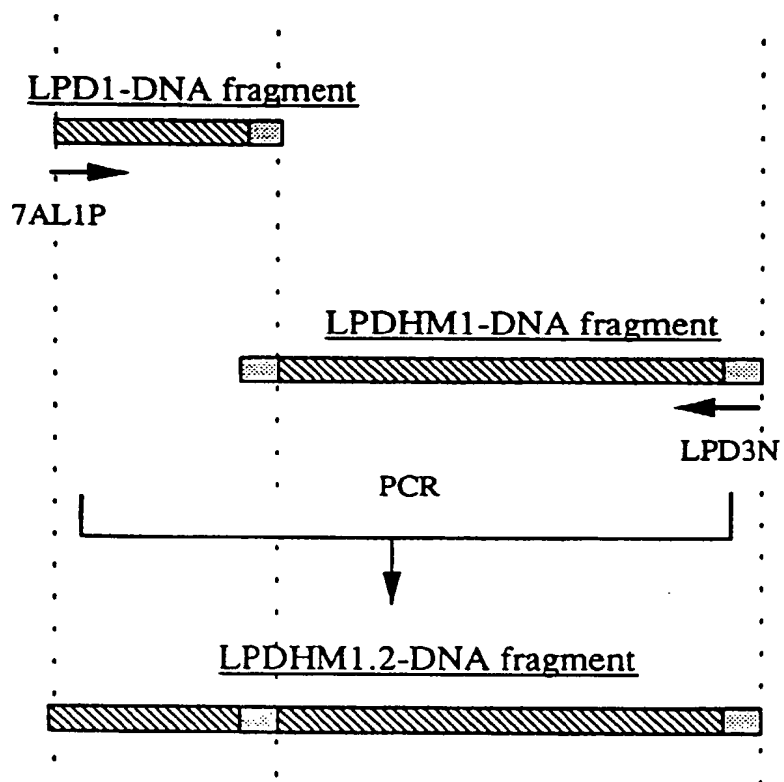 LPD1-DNA fragment
7AL1P
LPDHM1-DNA fragment
LPD3N
PCR
LPDHM1.2-DNA fragment